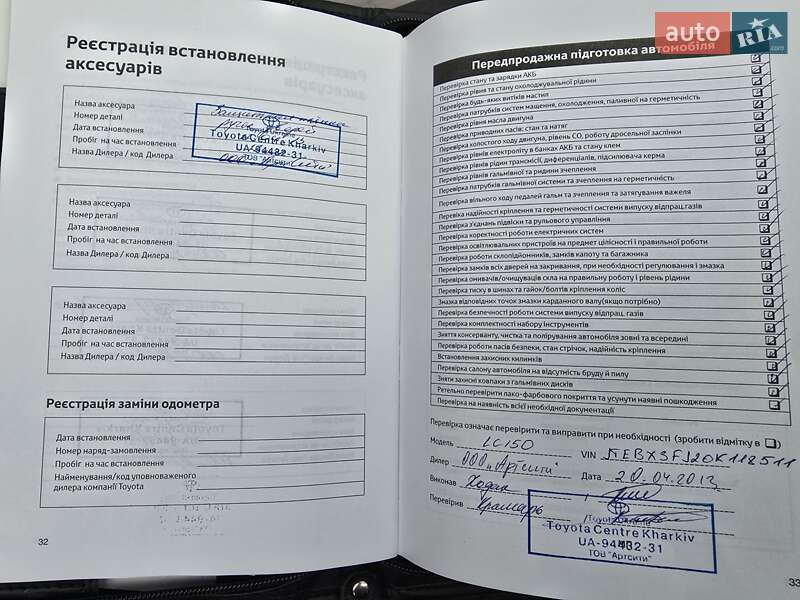 Реєстрація встановлення
аксесуарів
Назва аксесуара
Номер деталі
Дата встановлення
Пробіг на час встановлення
Назва Дилера / код Дилера
Toyota Centre Kharkiv
UA-94482-31
ТОВ "Артсити"
Назва аксесуара
Номер деталі
Дата встановлення
Пробіг на час встановлення
Назва Дилера / код Дилера
Назва аксесуара
Номер деталі
Дата встановлення
Пробіг на час встановлення
Назва Дилера / код Дилера
Реєстрація заміни одометра
Дата встановлення
Номер наряд-замовлення
Пробіг на час встановлення
Найменування/код уповноваженого
дилера компанії Toyota
32
auto RIA .com
Передпродажна підготовка автомобіля
Перевірка стану та зарядки АКБ
Перевірка рівня та стану охолоджувальної рідини
Перевірка будь-яких витіків мастил
Перевірка патрубків систем мащення, охолодження, паливної на герметичність
Перевірка рівня масла двигуна
Перевірка приводних пасів: стан та натяг
Перевірка холостого ходу двигуна, рівень СО, роботу дросельної заслінки
Перевірка рівнів електроліту в банках АКБ та стану клем
Перевірка рівнів рідин трансмісії, диференціалів, підсилювача керма
Перевірка рівнів гальмівної та ридини зчеплення
Перевірка патрубків гальмівної системи та зчеплення на герметичність
Перевірка вільного ходу педалей гальм та зчеплення та затягування важеля
Перевіка надійності кріплення та герметичності системи випуску відпрац.газів
Перевірка з'єднань підвіски та рульового управління
Перевірка коректності роботи електричних систем
Перевірка освітлювальних пристроїв на предмет цілісності і правильної роботи
Перевірка роботи склопідйомників, замків капоту та багажника
Перевірка замків всіх дверей на закривання, при необхідності регулювання і змазка
Перевірка омивачів/очищувачів скла на правильну роботу і рівень рідини
Перевірка тиску в шинах та гайок/болтів кріплення коліс
Змазка відповідних точок змазки карданного валу(якщо потрібно)
Перевірка безпечності роботи системи випуску відпрац. газів
Перевірка комплектності набору інструментів
Зняття консерванту, чистка та полірування автомобіля зовні та всередині
Перевірка роботи пасів безпеки, стан стрічок, надійність кріплення
Встановлення захисних килимків
Перевірка салону автомобіля на відсутність бруду й пилу
Зняти захисні ковпаки з гальмівних дисків
Ретельно перевірити лако-фарбового покриття та усунути наявні пошкодження
Перевірка на наявність всієї необхідної документації
Перевірка означає перевірити та виправити при необхідності (зробити відмітку в ☐)
Модель LC150 VIN
Дилер ООО "Артсити" Дата 20.04.2013
Виконав Ходак
Перевірив
Toyota Centre Kharkiv
UA-94482-31
ТОВ "Артсити"
33